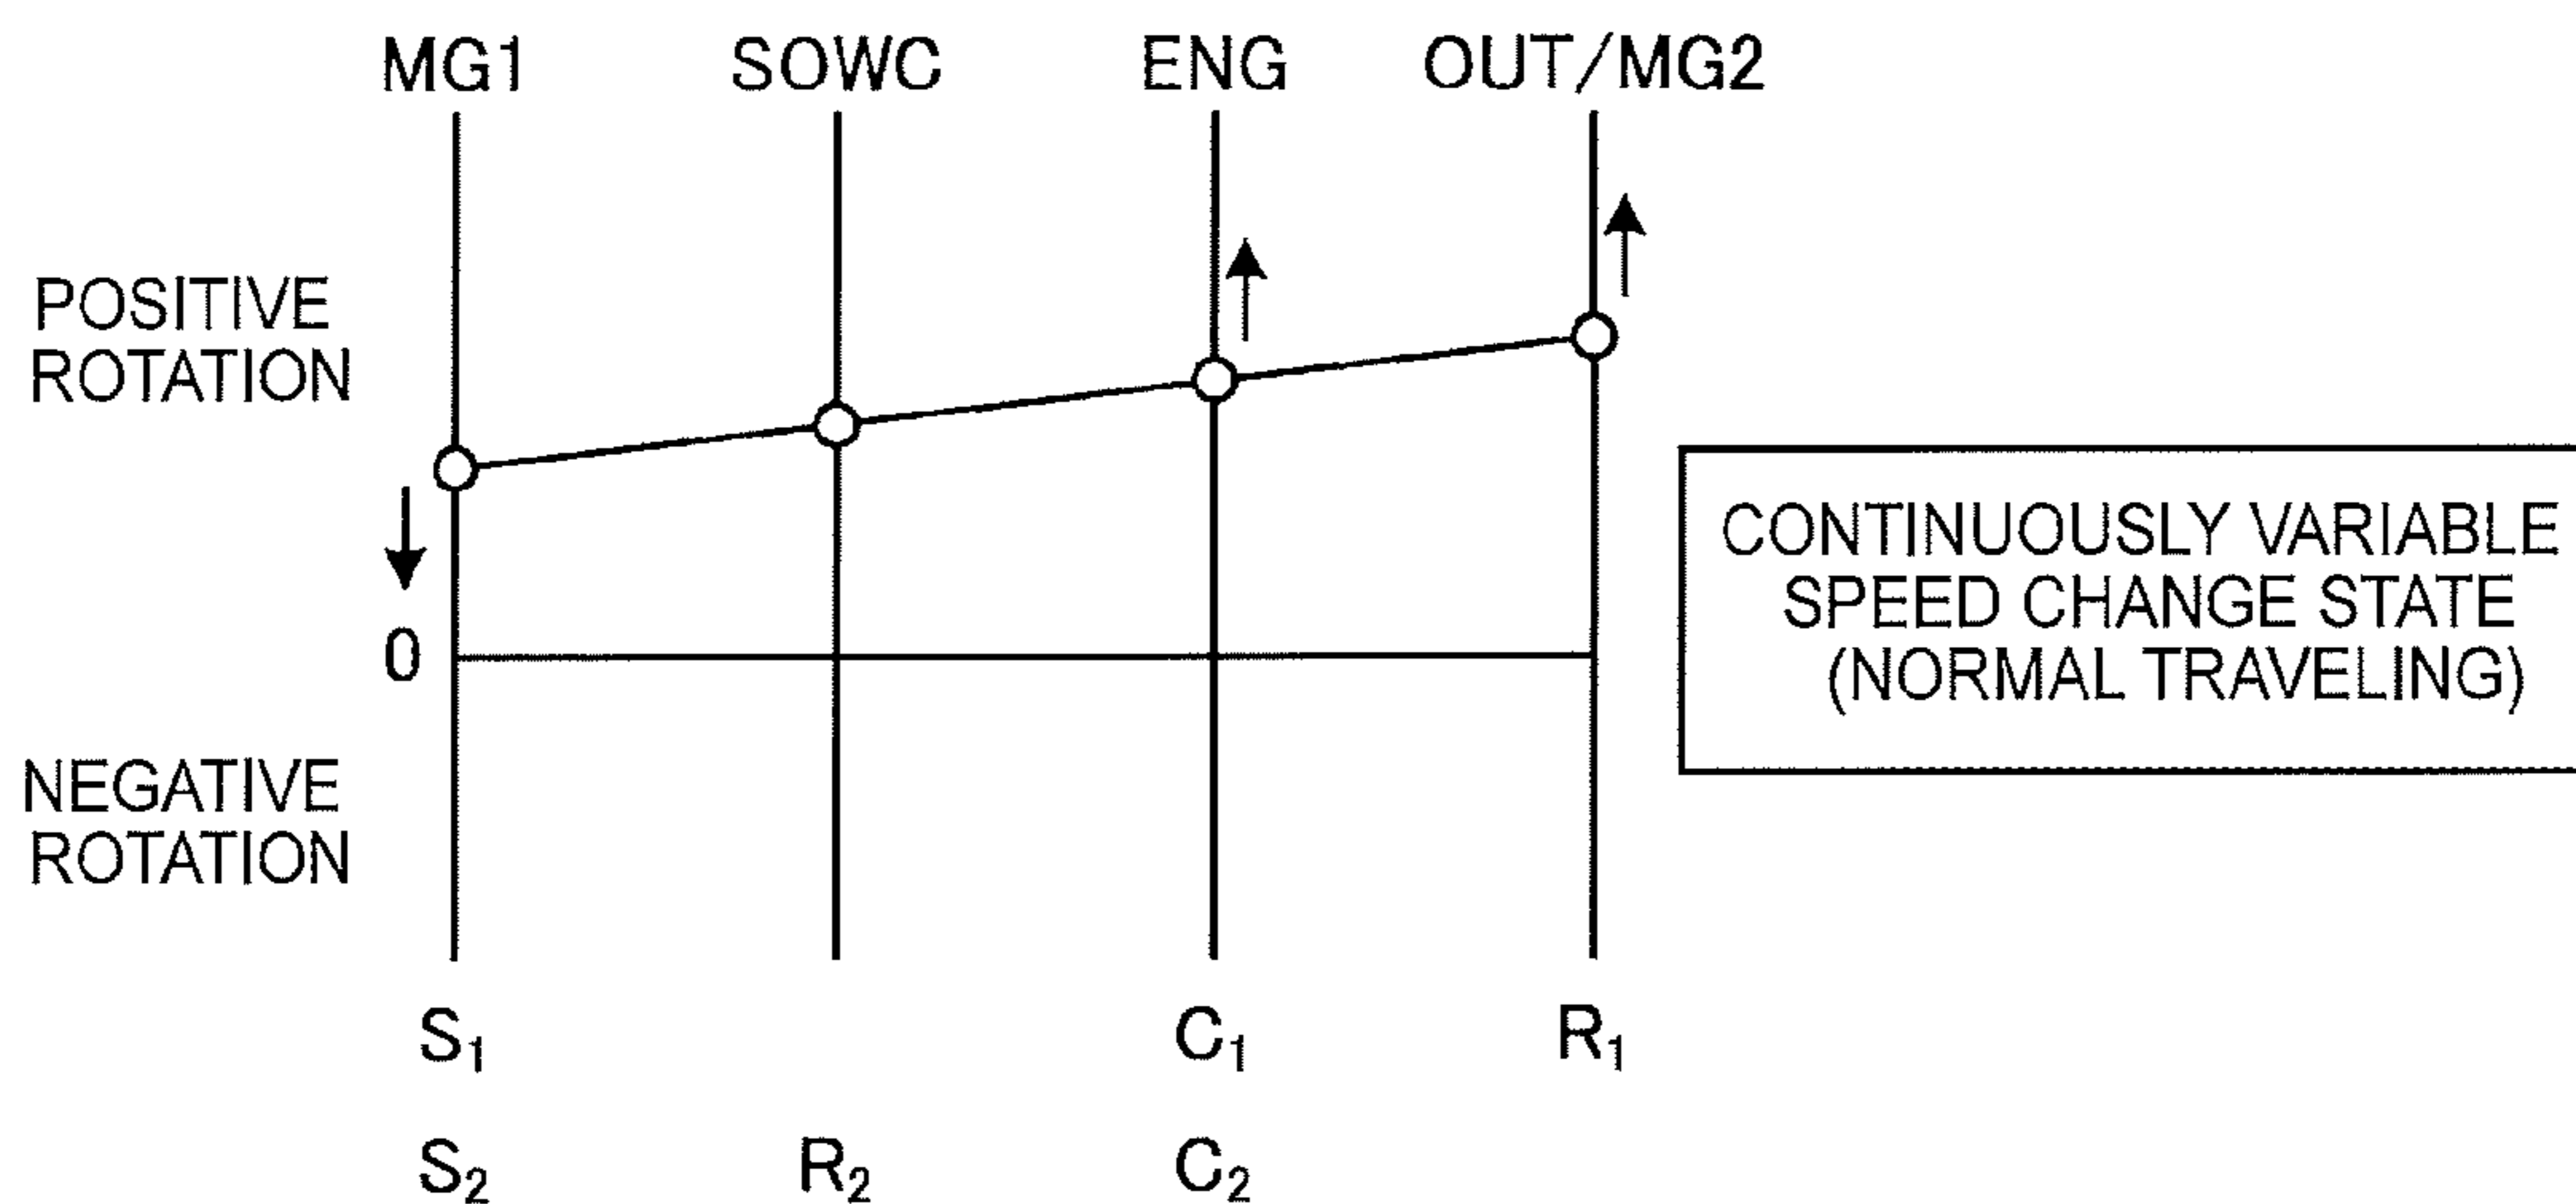 MG1 SOWC ENG OUT/MG2
POSITIVE
ROTATION
CONTINUOUSLY VARIABLE
SPEED CHANGE STATE
(NORMAL TRAVELING)
0
NEGATIVE
ROTATION
S₁ C₁ R₁
S₂ R₂ C₂